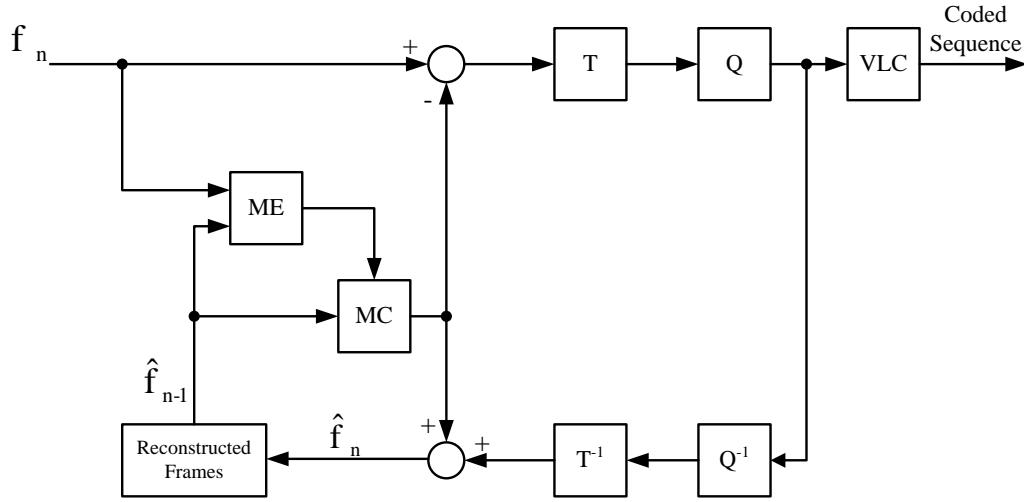 Coded
Sequence
f n
+
-
T
Q
VLC
ME
MC
f̂ n-1
f̂ n
+
+
T-1
Q-1
Reconstructed
Frames